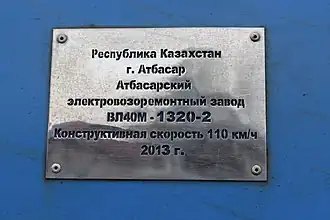 Республика Казахстан
г. Атбасар
Атбасарский
электровозоремонтный завод
ВЛ40М - 1320-2
Конструктивная скорость 110 км/ч
2013 г.